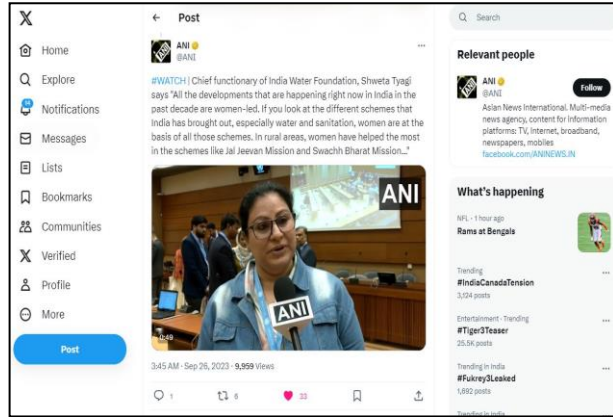 X
Home
Explore
14
Notifications
Messages
Lists
Bookmarks
Communities
X Verified
Profile
More
Post
← Post
ANI
@ANI
#WATCH | Chief functionary of India Water Foundation, Shweta Tyagi
says "All the developments that are happening right now in India in the
past decade are women-led. If you look at the different schemes that
India has brought out, especially water and sanitation, women are at the
basis of all those schemes. In rural areas, women have helped the most
in the schemes like Jal Jeevan Mission and Swachh Bharat Mission..."
ANI
ANI
0:49
3:45 AM · Sep 26, 2023 · 9,959 Views
1 6 33
Search
Relevant people
ANI
@ANI
Follow
Asian News International. Multi-media
news agency, content for Information
platforms: TV, Internet, broadband,
newspapers, mobiles
facebook.com/ANINEWS.IN
What's happening
NFL · 1 hour ago
Rams at Bengals
Trending
#IndiaCanadaTension
3,124 posts
Entertainment · Trending
#Tiger3Teaser
25.5K posts
Trending in India
#Fukrey3Leaked
1,692 posts
Trending in India